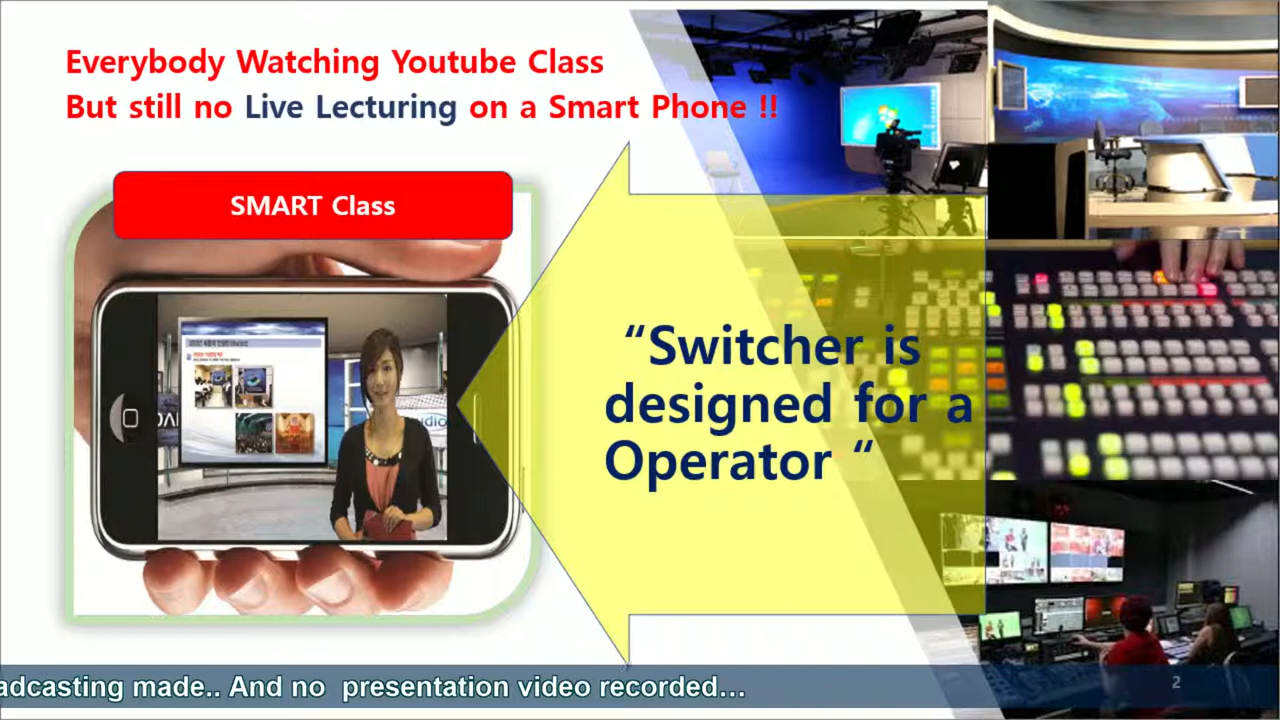 Everybody Watching Youtube Class
But still no Live Lecturing on a Smart Phone !!
SMART Class
“Switcher is
designed for a
Operator “
adcasting made.. And no presentation video recorded...
2